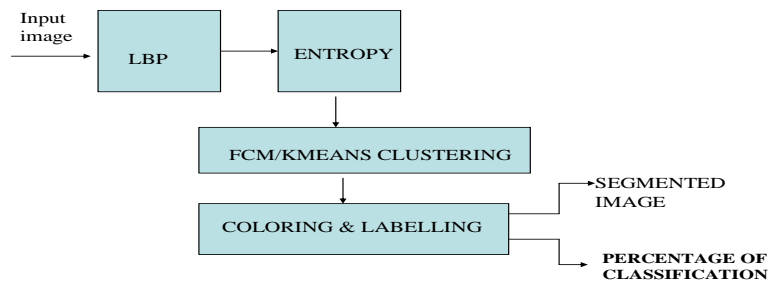 Input
image
LBP
ENTROPY
FCM/KMEANS CLUSTERING
COLORING & LABELLING
SEGMENTED
IMAGE
PERCENTAGE OF
CLASSIFICATION